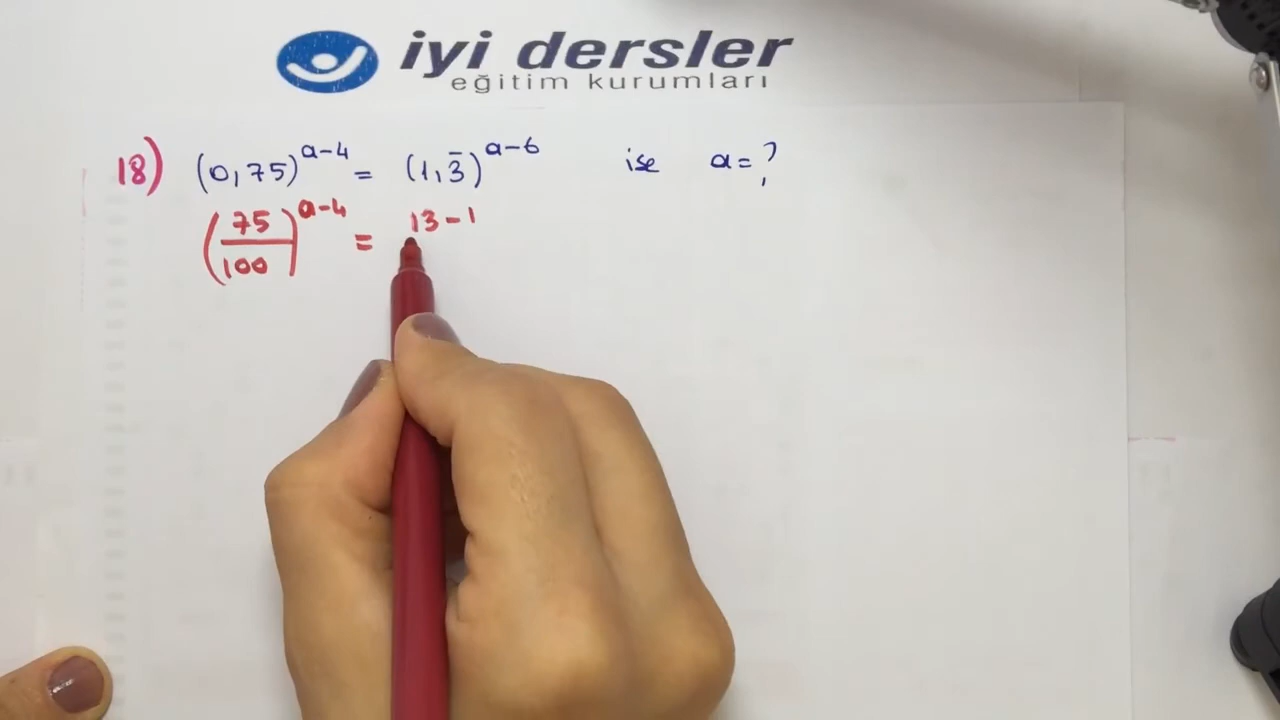 iyi dersler
eğitim kurumları
18) (0,75)^{a-4} = (1,3̅)^{a-6} ise a=?
(75/100)^{a-4} = 13-1